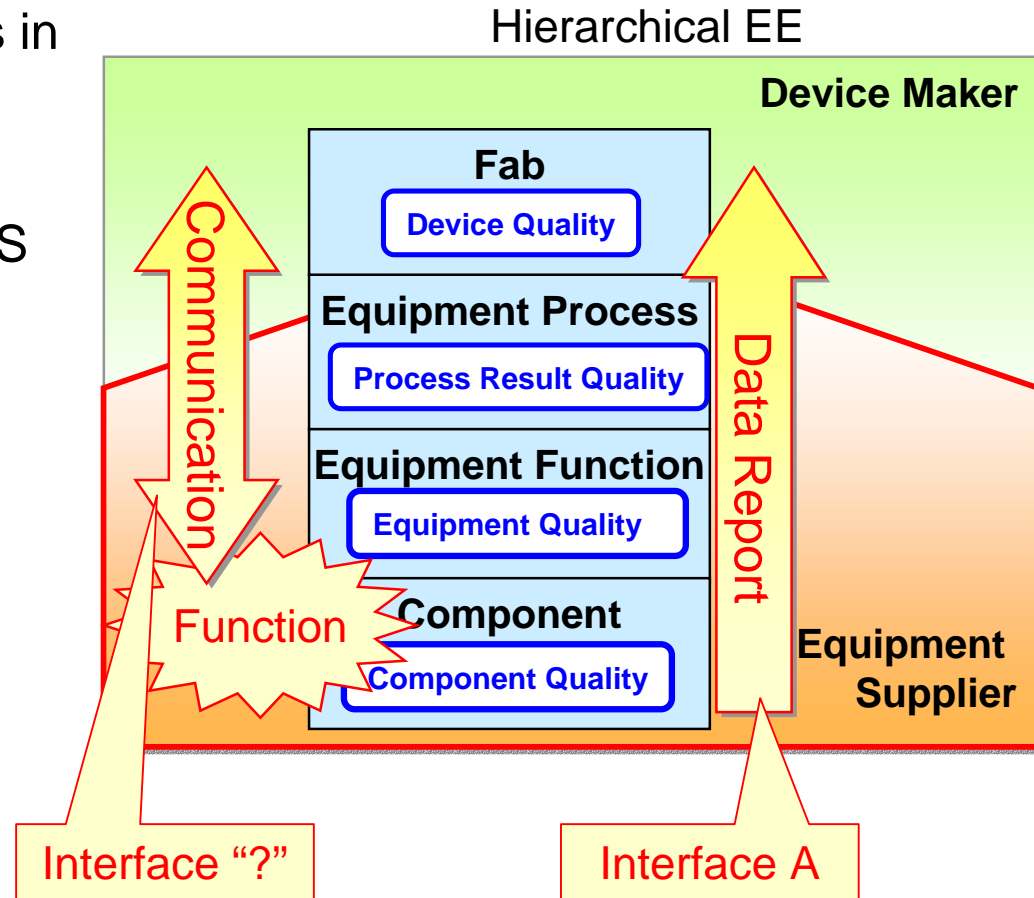 s in
S
Hierarchical EE
Device Maker
Fab
Device Quality
Equipment Process
Process Result Quality
Equipment Function
Equipment Quality
Component
Component Quality
Communication
Function
Data Report
Equipment
Supplier
Interface “?”
Interface A